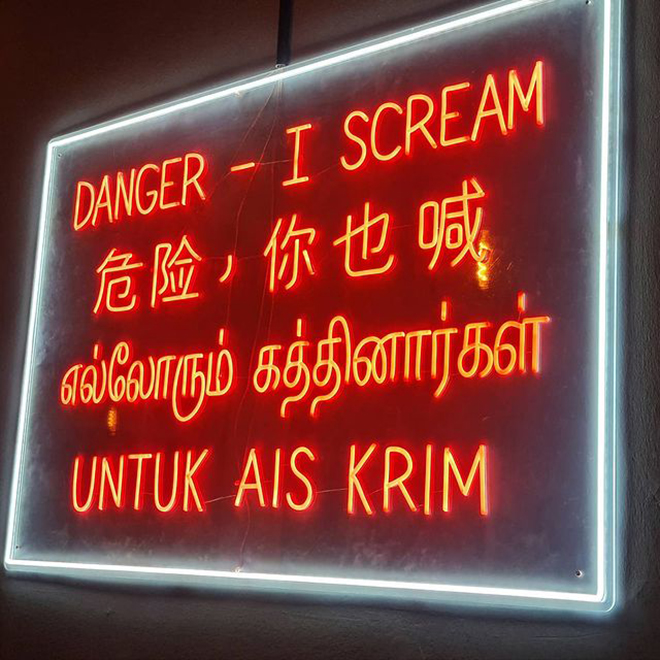 DANGER – I SCREAM
危险，你也喊
எல்லோரும் கத்தினார்கள்
UNTUK AIS KRIM